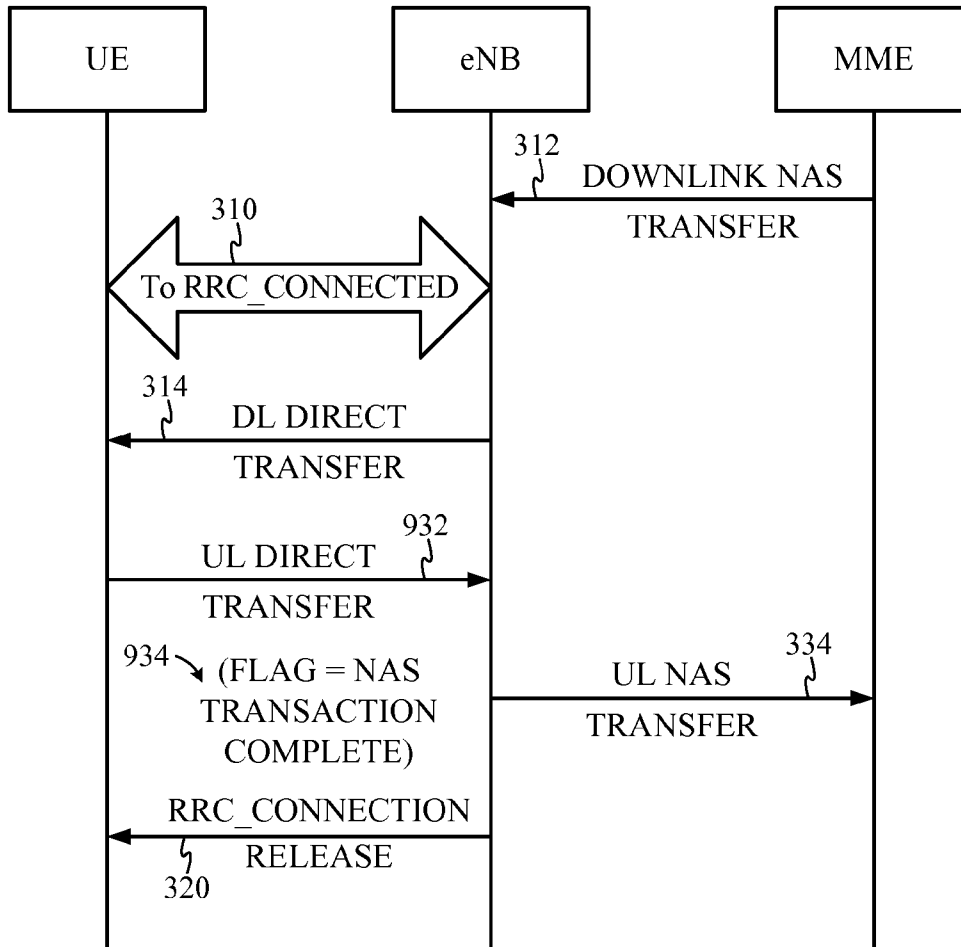 UE
eNB
MME
312
DOWNLINK NAS
TRANSFER
310
To RRC_CONNECTED
314
DL DIRECT
TRANSFER
932
UL DIRECT
TRANSFER
934
(FLAG = NAS
TRANSACTION
COMPLETE)
334
UL NAS
TRANSFER
RRC_CONNECTION
RELEASE
320